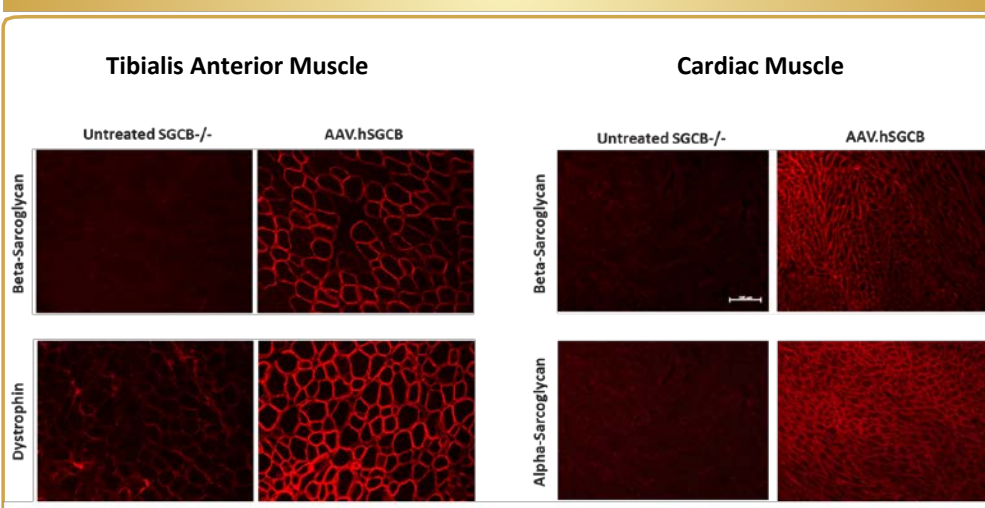 Tibialis Anterior Muscle
Cardiac Muscle
Untreated SGCB-/-
AAV.hSGCB
Untreated SGCB-/-
AAV.hSGCB
Beta-Sarcoglycan
Beta-Sarcoglycan
Dystrophin
Alpha-Sarcoglycan